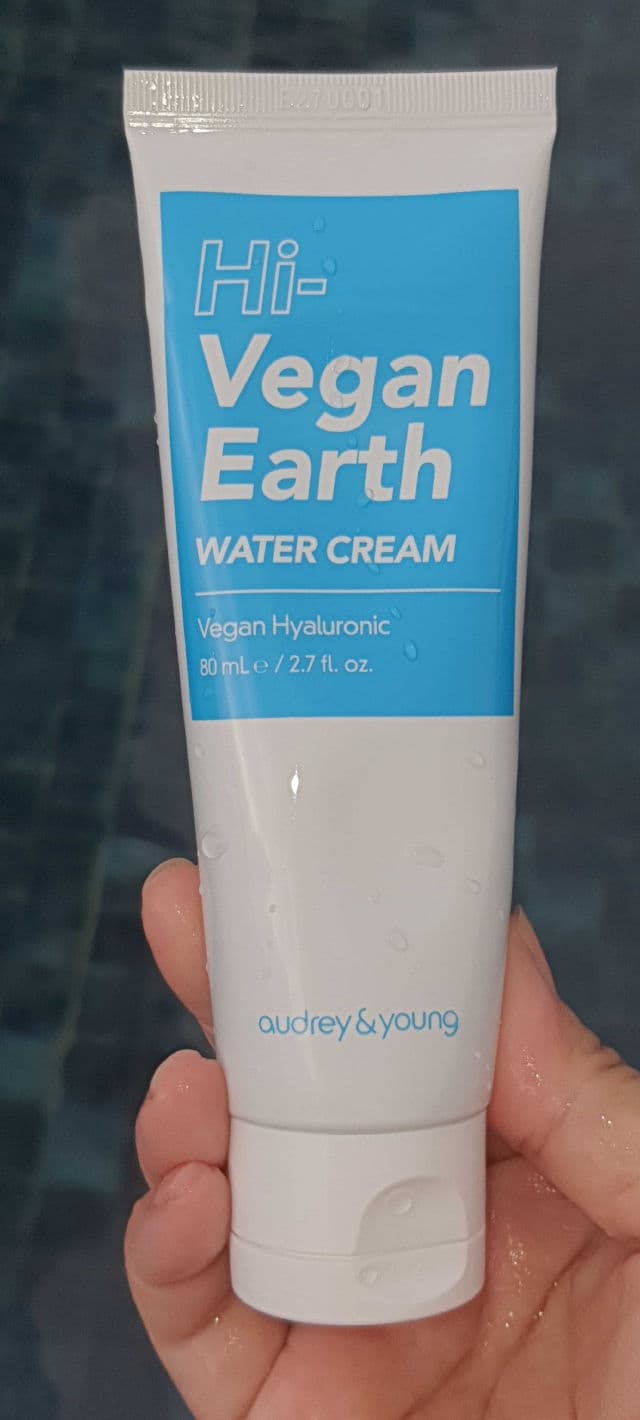 Hi-
Vegan
Earth
WATER CREAM
Vegan Hyaluronic
80 mL e / 2.7 fl. oz.
audrey&young